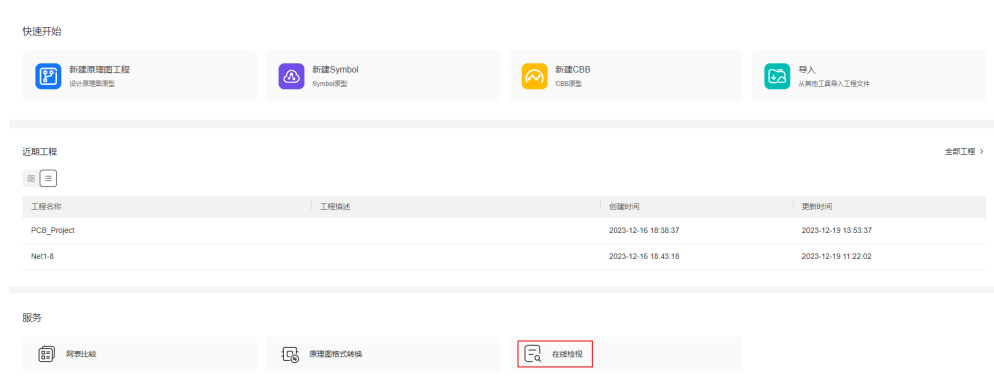 快速开始
新建原理图工程
设计原理图原型
新建Symbol
Symbol原型
新建CBB
CBB原型
导入
从其他工具导入工程文件
近期工程
全部工程 >
工程名称 工程描述 创建时间 更新时间
PCB_Project 2023-12-16 18:38:37 2023-12-19 13:53:37
Net1-8 2023-12-16 18:43:18 2023-12-19 11:22:02
服务
网表比较
原理图格式转换
在线检视